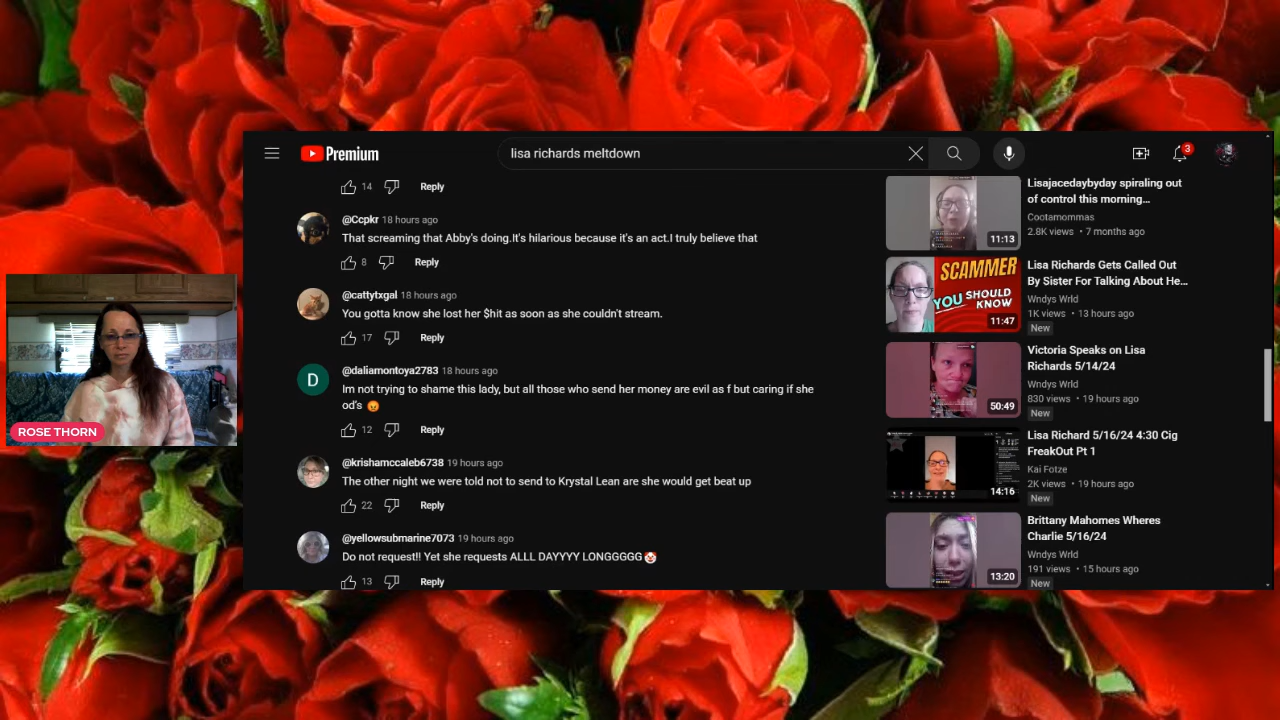 Premium
lisa richards meltdown
3
14
Reply
@Ccpkr 18 hours ago
That screaming that Abby's doing.It's hilarious because it's an act.I truly believe that
8
Reply
@cattytxgal 18 hours ago
You gotta know she lost her $hit as soon as she couldn't stream.
17
Reply
D
@daliamontoya2783 18 hours ago
Im not trying to shame this lady, but all those who send her money are evil as f but caring if she
od's 😡
12
Reply
@krishamccaleb6738 19 hours ago
The other night we were told not to send to Krystal Lean are she would get beat up
22
Reply
@yellowsubmarine7073 19 hours ago
Do not request!! Yet she requests ALLL DAYYYY LONGGGGG🤡
13
Reply
11:13
Lisajacedaybyday spiraling out
of control this morning...
Cootamommas
2.8K views • 7 months ago
SCAMMER
YOU SHOULD
KNOW
11:47
Lisa Richards Gets Called Out
By Sister For Talking About He...
Wndys Wrld
1K views • 13 hours ago
New
50:49
Victoria Speaks on Lisa
Richards 5/14/24
Wndys Wrld
830 views • 19 hours ago
New
14:16
Lisa Richard 5/16/24 4:30 Cig
FreakOut Pt 1
Kai Fotze
2K views • 19 hours ago
New
13:20
Brittany Mahomes Wheres
Charlie 5/16/24
Wndys Wrld
191 views • 15 hours ago
New
ROSE THORN